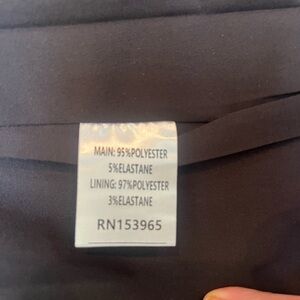 MAIN: 95%POLYESTER
5%ELASTANE
LINING: 97%POLYESTER
3%ELASTANE
RN153965